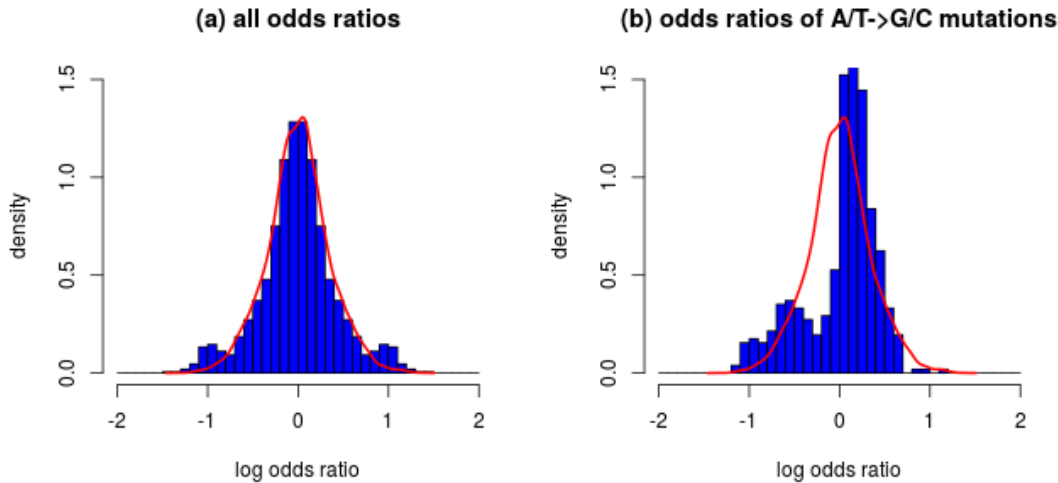 (a) all odds ratios
density
0.0 0.5 1.0 1.5
-2 -1 0 1 2
log odds ratio
(b) odds ratios of A/T->G/C mutations
density
0.0 0.5 1.0 1.5
-2 -1 0 1 2
log odds ratio